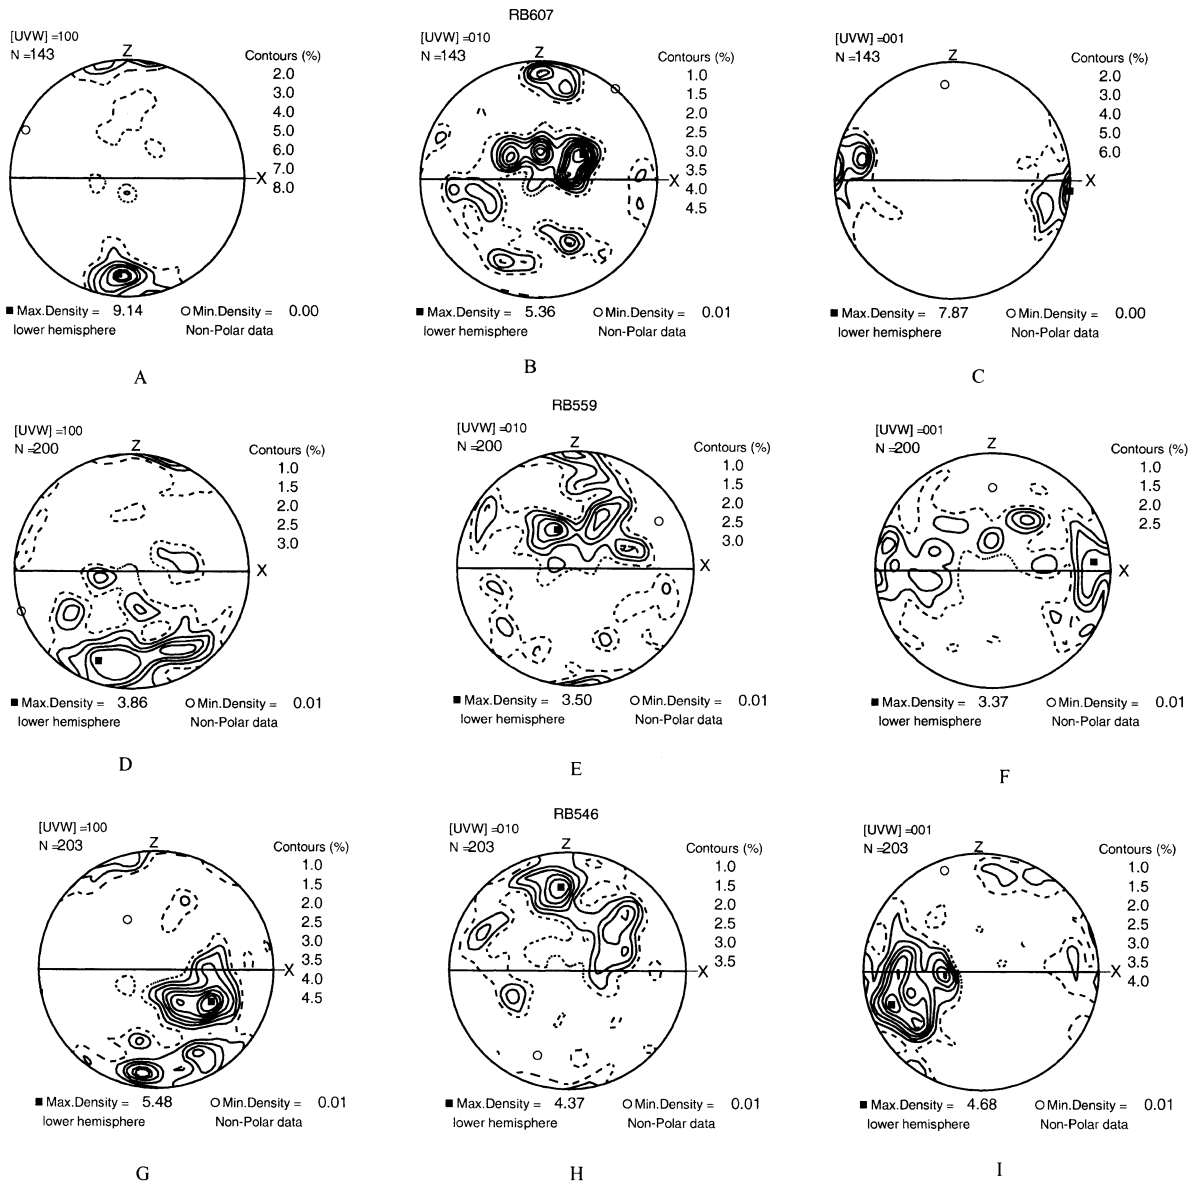 RB607
[UVW] =100
N =143
Z
X
Contours (%)
2.0
3.0
4.0
5.0
6.0
7.0
8.0
■ Max.Density = 9.14 ○ Min.Density = 0.00
lower hemisphere Non-Polar data
A
[UVW] =010
N =143
Z
X
Contours (%)
1.0
1.5
2.0
2.5
3.0
3.5
4.0
4.5
■ Max.Density = 5.36 ○ Min.Density = 0.01
lower hemisphere Non-Polar data
B
[UVW] =001
N =143
Z
X
Contours (%)
2.0
3.0
4.0
5.0
6.0
■ Max.Density = 7.87 ○ Min.Density = 0.00
lower hemisphere Non-Polar data
C
RB559
[UVW] =100
N =200
Z
X
Contours (%)
1.0
1.5
2.0
2.5
3.0
■ Max.Density = 3.86 ○ Min.Density = 0.01
lower hemisphere Non-Polar data
D
[UVW] =010
N =200
Z
X
Contours (%)
1.0
1.5
2.0
2.5
3.0
■ Max.Density = 3.50 ○ Min.Density = 0.01
lower hemisphere Non-Polar data
E
[UVW] =001
N =200
Z
X
Contours (%)
1.0
1.5
2.0
2.5
■ Max.Density = 3.37 ○ Min.Density = 0.01
lower hemisphere Non-Polar data
F
RB546
[UVW] =100
N =203
Z
X
Contours (%)
1.0
1.5
2.0
2.5
3.0
3.5
4.0
4.5
■ Max.Density = 5.48 ○ Min.Density = 0.01
lower hemisphere Non-Polar data
G
[UVW] =010
N =203
Z
X
Contours (%)
1.0
1.5
2.0
2.5
3.0
3.5
■ Max.Density = 4.37 ○ Min.Density = 0.01
lower hemisphere Non-Polar data
H
[UVW] =001
N =203
Z
X
Contours (%)
1.0
1.5
2.0
2.5
3.0
3.5
4.0
■ Max.Density = 4.68 ○ Min.Density = 0.01
lower hemisphere Non-Polar data
I